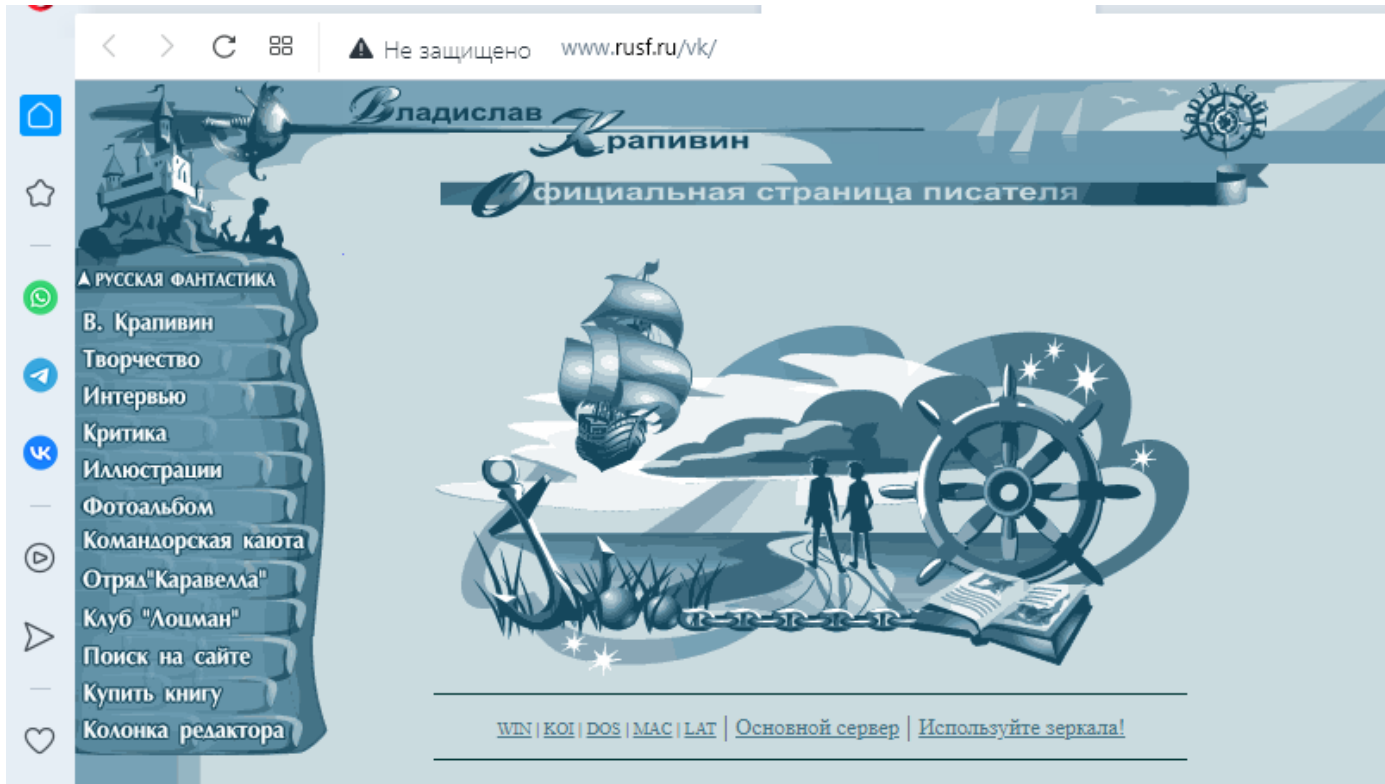 Не защищено www.rusf.ru/vk/
Владислав
Крапивин
карта сайта
Официальная страница писателя
РУССКАЯ ФАНТАСТИКА
В. Крапивин
Творчество
Интервью
Критика
Иллюстрации
Фотоальбом
Командорская каюта
Отряд"Каравелла"
Клуб "Лоцман"
Поиск на сайте
Купить книгу
Колонка редактора
WIN | KOI | DOS | MAC | LAT | Основной сервер | Используйте зеркала!